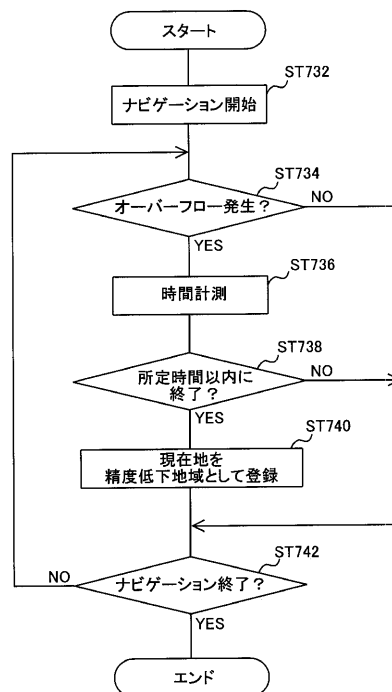 スタート
ST732
ナビゲーション開始
ST734
オーバーフロー発生？
NO
YES
ST736
時間計測
ST738
所定時間以内に
終了？
NO
YES
ST740
現在地を
精度低下地域として登録
ST742
ナビゲーション終了？
NO
YES
エンド